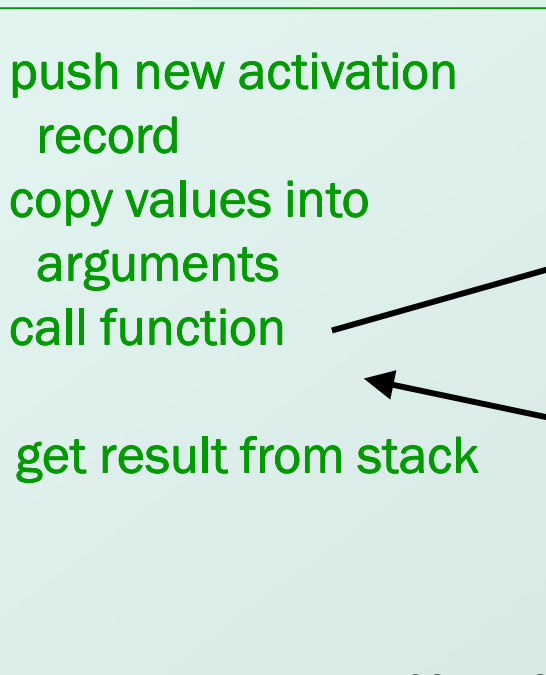 push new activation
record
copy values into
arguments
call function
get result from stack